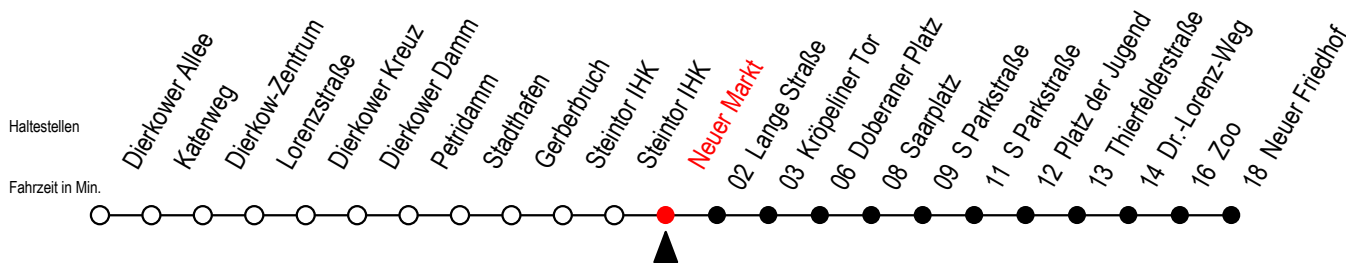 Haltestellen
Dierkower Allee
Katerweg
Dierkow-Zentrum
Lorenzstraße
Dierkower Kreuz
Dierkower Damm
Petridamm
Stadthafen
Gerberbruch
Steintor IHK
Steintor IHK
Neuer Markt
Fahrzeit in Min.
02 Lange Straße
03 Kröpeliner Tor
06 Doberaner Platz
08 Saarplatz
09 S Parkstraße
11 S Parkstraße
12 Platz der Jugend
13 Thierfelderstraße
14 Dr.-Lorenz-Weg
16 Zoo
18 Neuer Friedhof